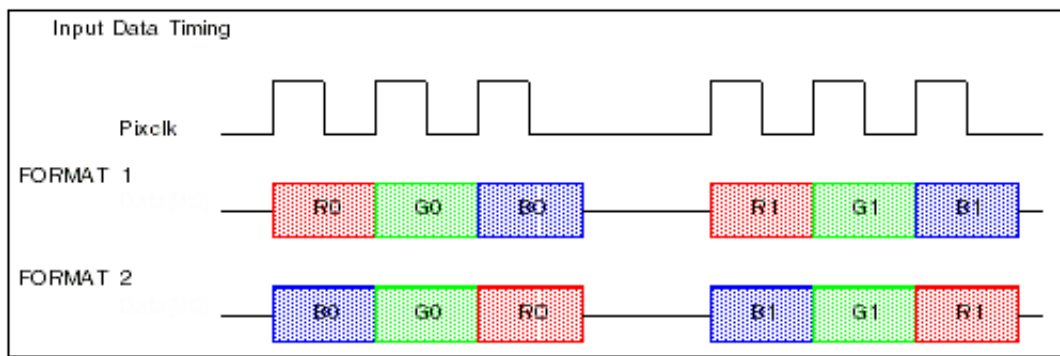 Input Data Timing
Pixclk
FORMAT 1
R0 G0 B0 R1 G1 B1
FORMAT 2
B0 G0 R0 B1 G1 R1